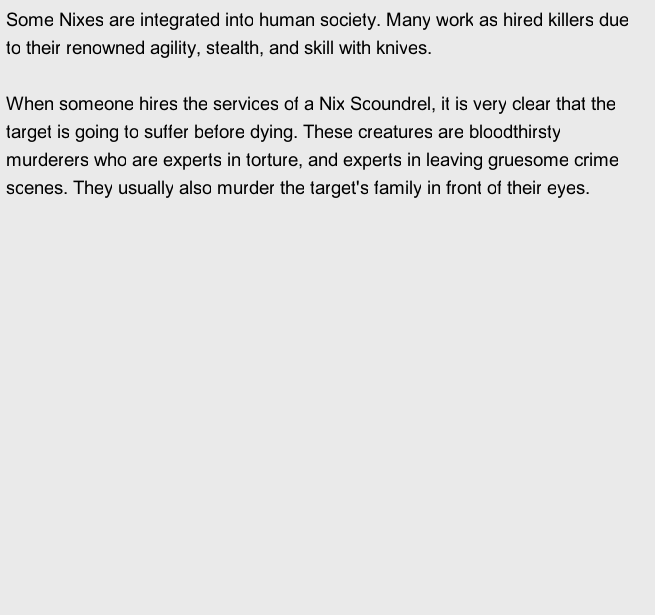 Some Nixes are integrated into human society. Many work as hired killers due
to their renowned agility, stealth, and skill with knives.
When someone hires the services of a Nix Scoundrel, it is very clear that the
target is going to suffer before dying. These creatures are bloodthirsty
murderers who are experts in torture, and experts in leaving gruesome crime
scenes. They usually also murder the target's family in front of their eyes.